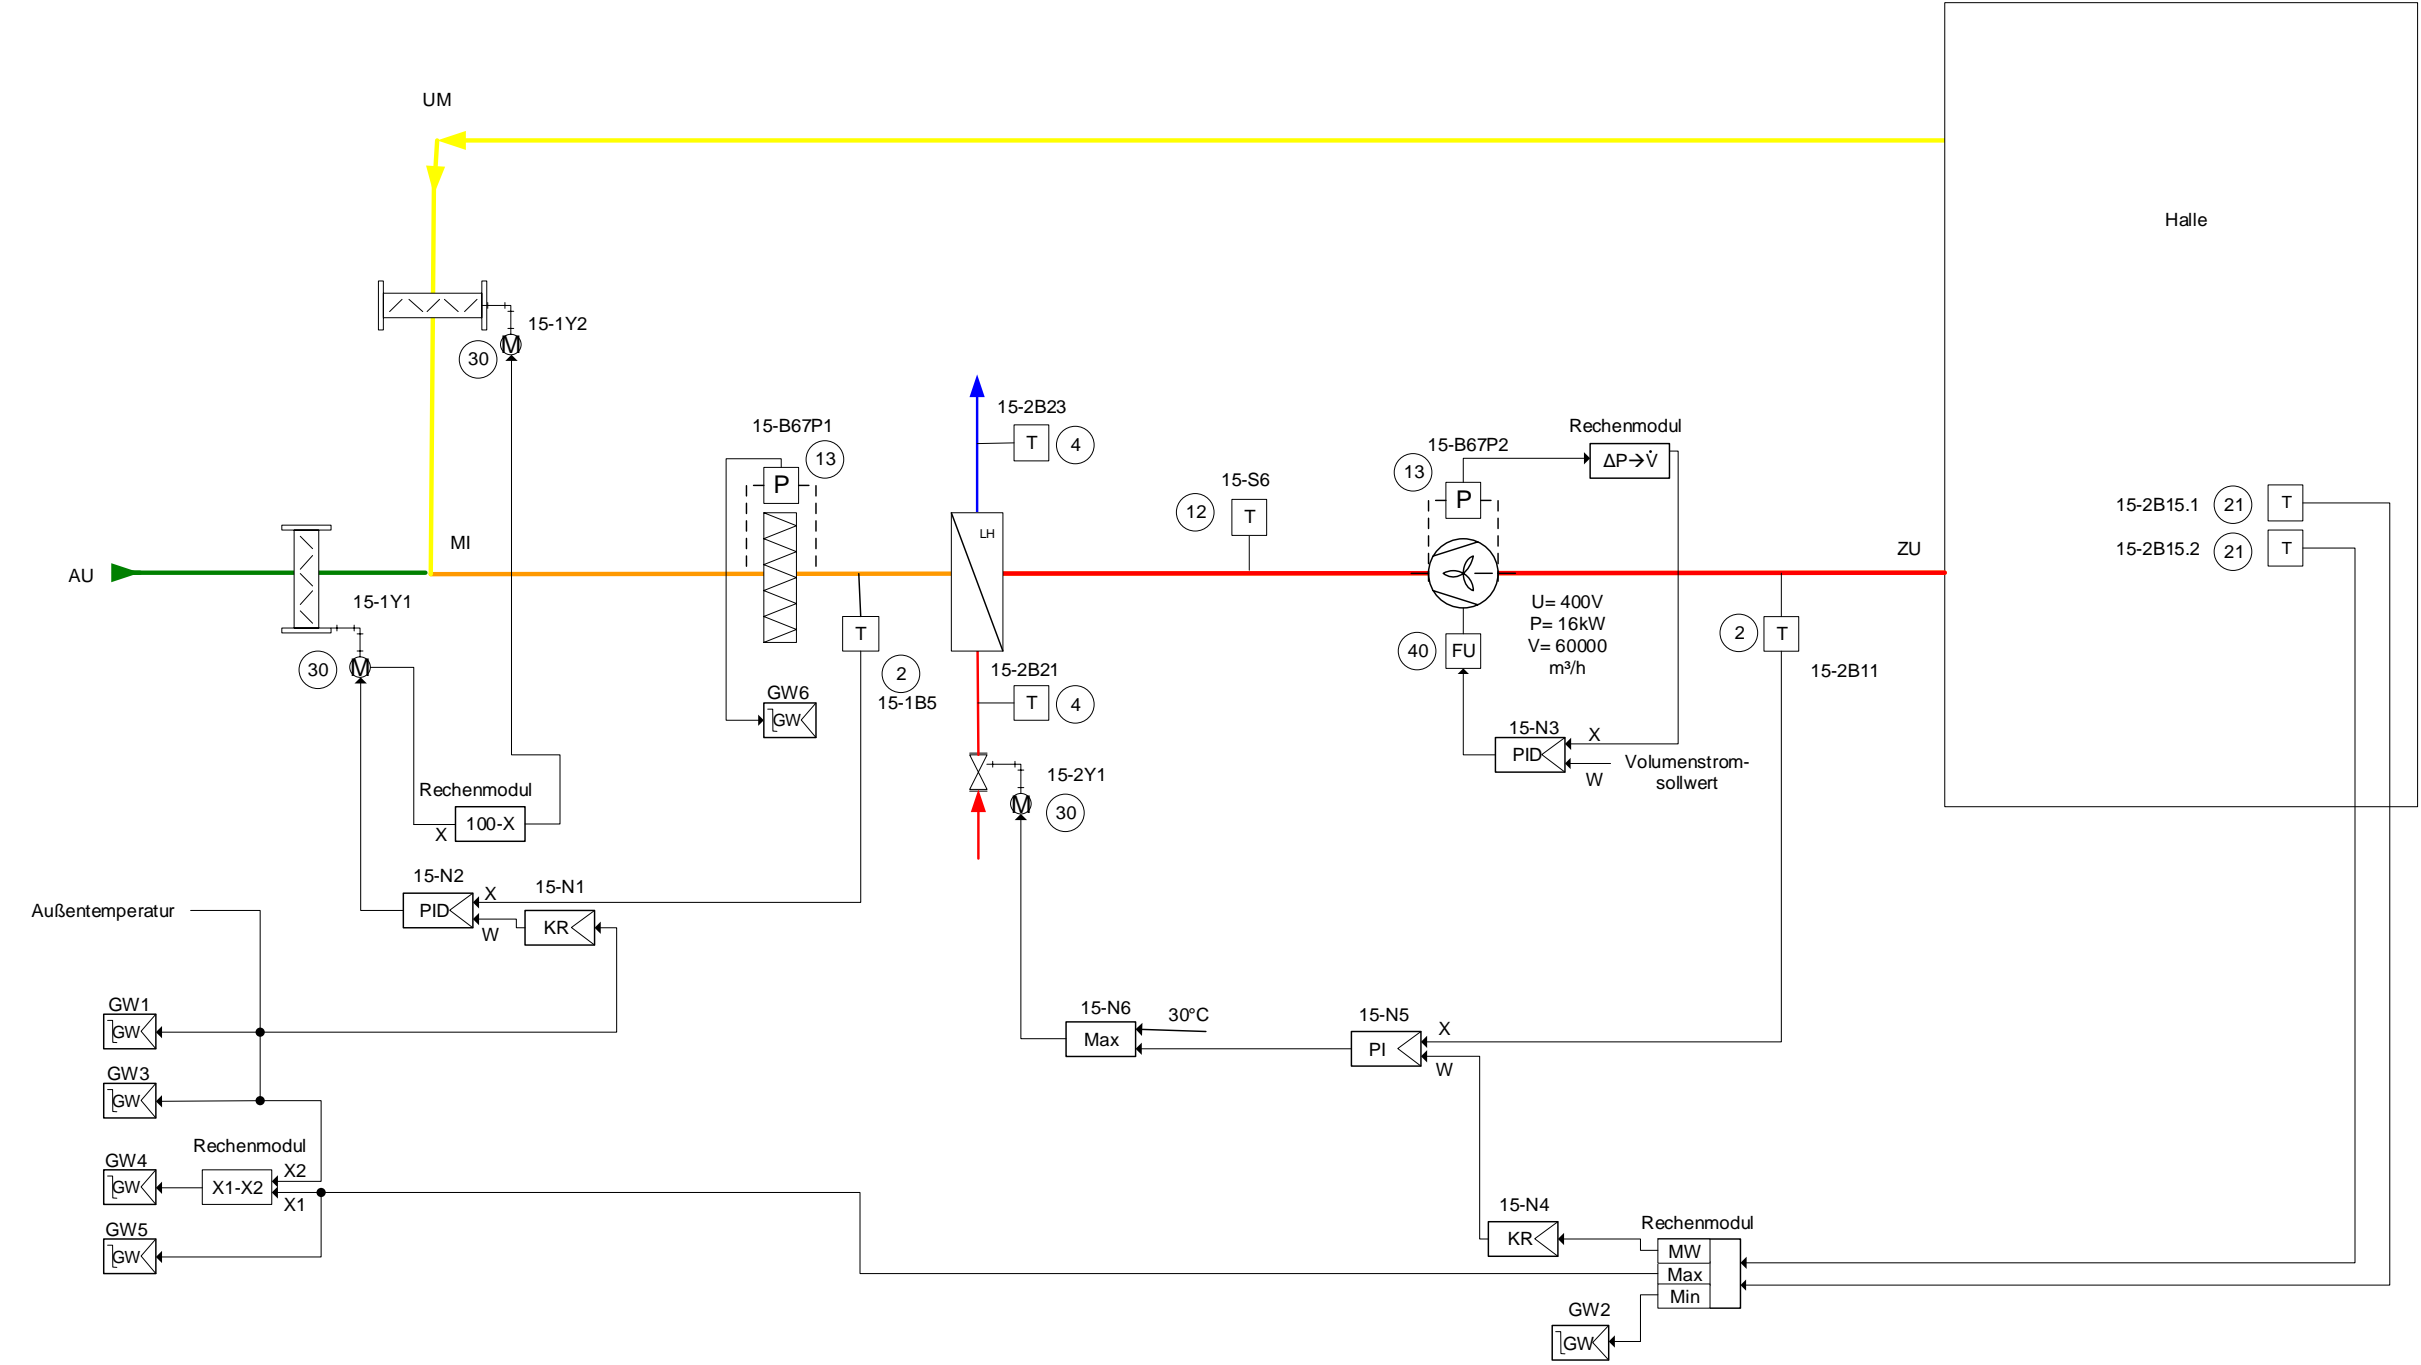 UM
Halle
15-1Y2
M
30
15-2B23
T
4
15-B67P1
13
P
Rechenmodul
ΔP→V̇
15-B67P2
13
P
15-S6
12
T
15-2B15.1
21
T
15-2B15.2
21
T
LH
MI
ZU
AU
15-1Y1
M
30
T
2
15-1B5
U= 400V
P= 16kW
V= 60000
m³/h
40
FU
2
T
15-2B11
15-2B21
T
4
GW6
GW
15-N3
PID
X
W
Volumenstrom-
sollwert
15-2Y1
M
30
Rechenmodul
X
100-X
15-N2
PID
X
W
15-N1
KR
Außentemperatur
GW1
GW
15-N6
Max
30°C
15-N5
PI
X
W
GW3
GW
Rechenmodul
GW4
GW
X1-X2
X2
X1
GW5
GW
15-N4
KR
Rechenmodul
MW
Max
Min
GW2
GW